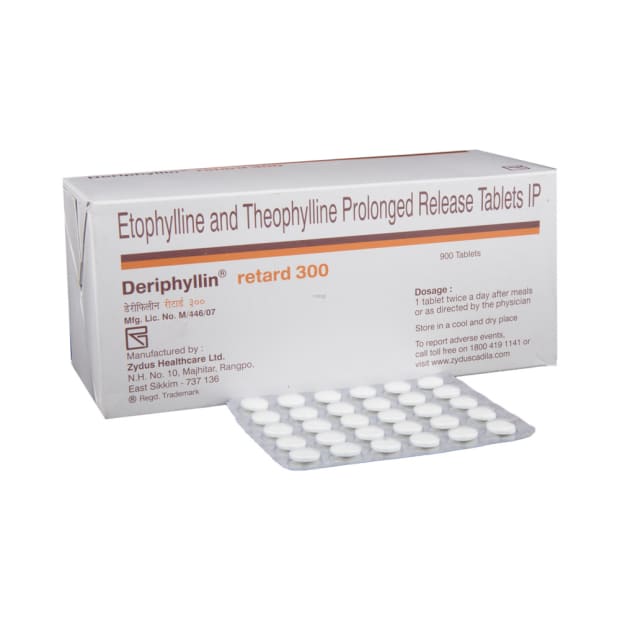 Deriphyllin® retard 300
Etophylline and Theophylline Prolonged Release Tablets IP
900 Tablets
Deriphyllin® retard 300
डेरिफिलीन रीटार्ड ३००
Mfg. Lic. No. M/446/07
Manufactured by :
Zydus Healthcare Ltd.
N.H. No. 10, Majhitar, Rangpo,
East Sikkim - 737 136
® Regd. Trademark
Dosage :
1 tablet twice a day after meals
or as directed by the physician
Store in a cool and dry place
To report adverse events,
call toll free on 1800 419 1141 or
visit www.zyduscadila.com